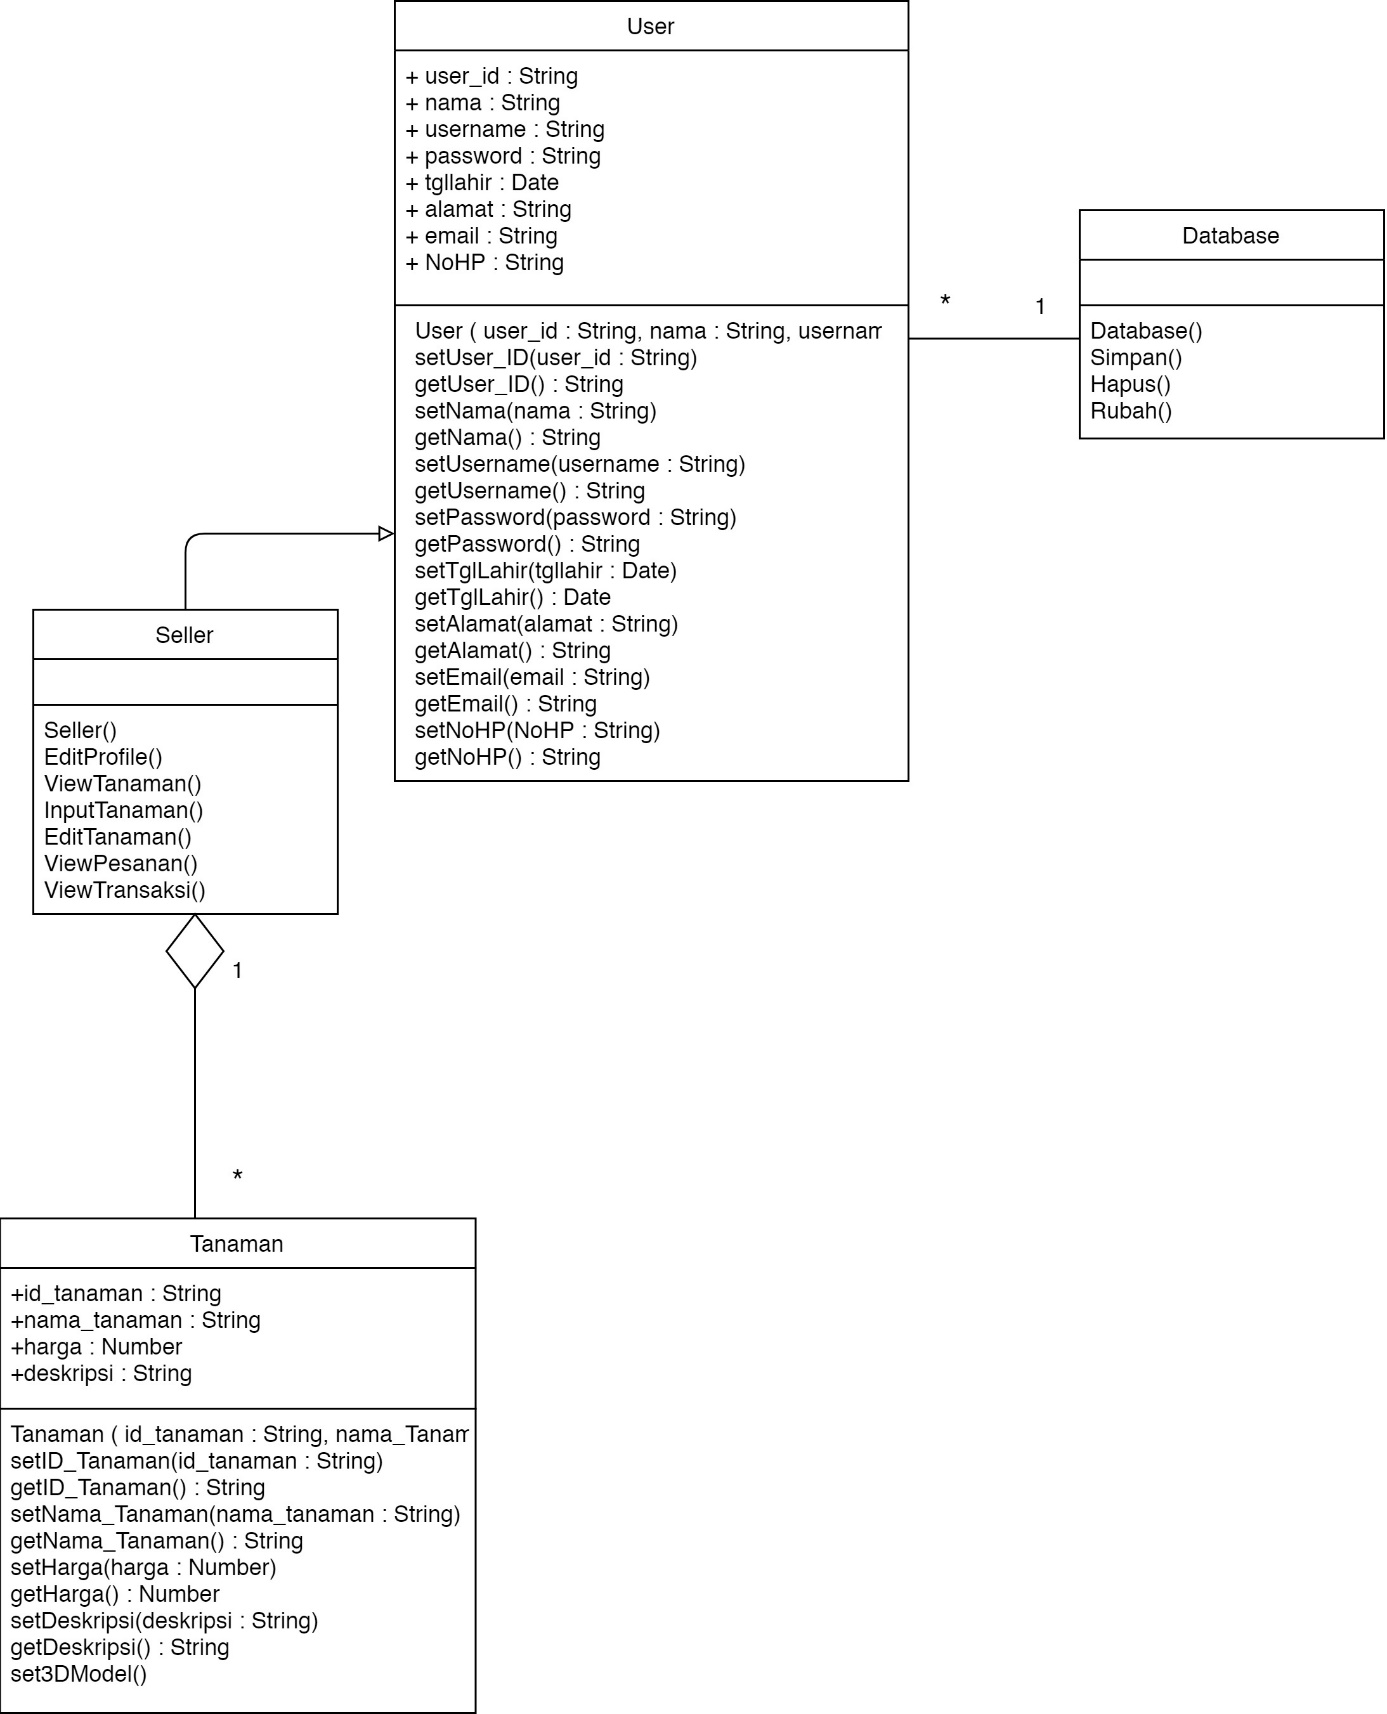 User
+ user_id : String
+ nama : String
+ username : String
+ password : String
+ tgllahir : Date
+ alamat : String
+ email : String
+ NoHP : String
User ( user_id : String, nama : String, usernam
setUser_ID(user_id : String)
getUser_ID() : String
setNama(nama : String)
getNama() : String
setUsername(username : String)
getUsername() : String
setPassword(password : String)
getPassword() : String
setTglLahir(tgllahir : Date)
getTglLahir() : Date
setAlamat(alamat : String)
getAlamat() : String
setEmail(email : String)
getEmail() : String
setNoHP(NoHP : String)
getNoHP() : String
* 1
Database
Database()
Simpan()
Hapus()
Rubah()
Seller
Seller()
EditProfile()
ViewTanaman()
InputTanaman()
EditTanaman()
ViewPesanan()
ViewTransaksi()
1
*
Tanaman
+id_tanaman : String
+nama_tanaman : String
+harga : Number
+deskripsi : String
Tanaman ( id_tanaman : String, nama_Tanam
setID_Tanaman(id_tanaman : String)
getID_Tanaman() : String
setNama_Tanaman(nama_tanaman : String)
getNama_Tanaman() : String
setHarga(harga : Number)
getHarga() : Number
setDeskripsi(deskripsi : String)
getDeskripsi() : String
set3DModel()